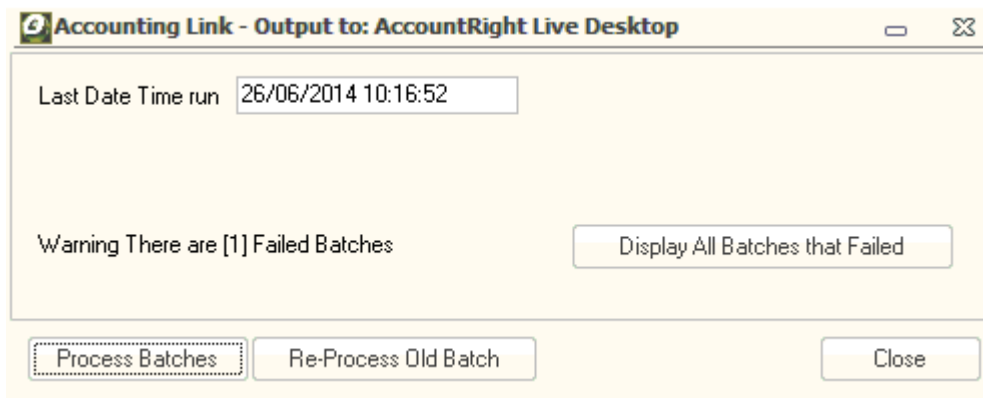 Accounting Link - Output to: AccountRight Live Desktop
Last Date Time run 26/06/2014 10:16:52
Warning There are [1] Failed Batches Display All Batches that Failed
Process Batches Re-Process Old Batch Close